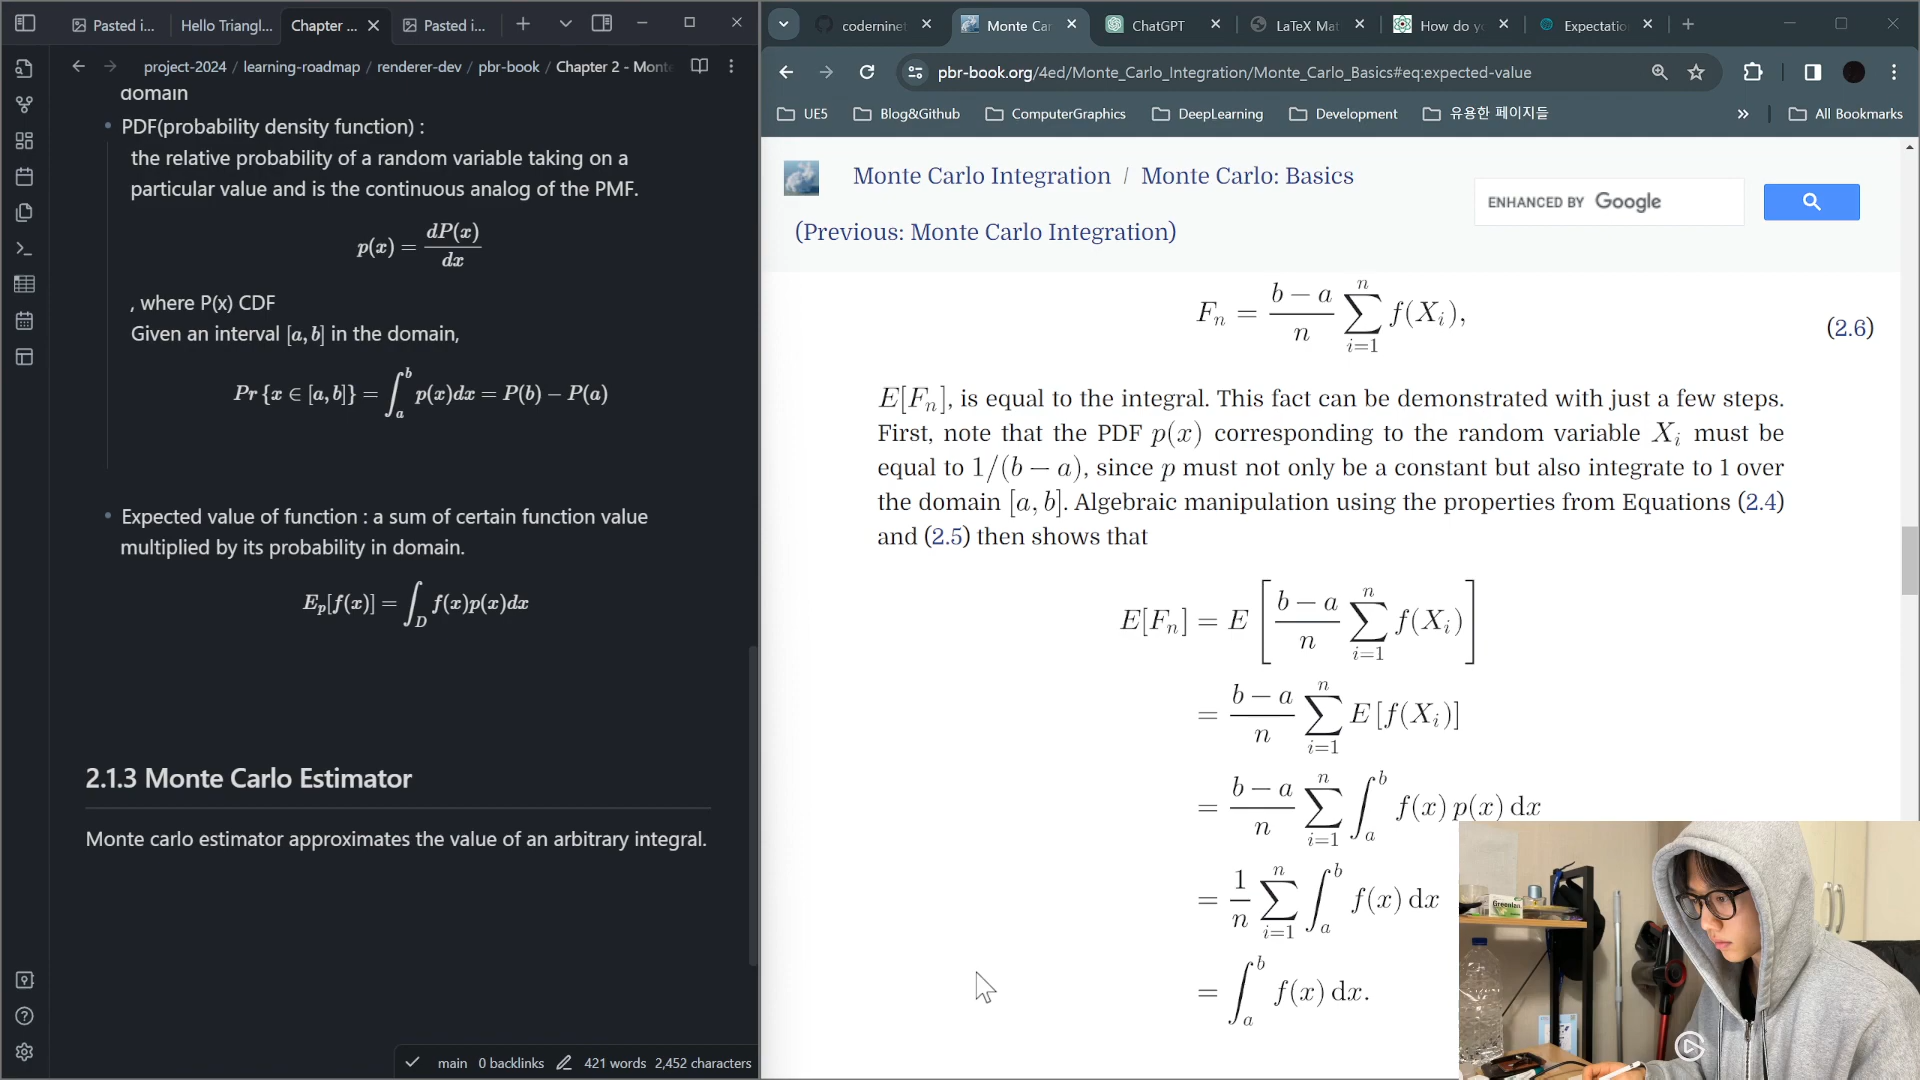 Pasted i...
Hello Triangl...
Chapter ...
Pasted i...
project-2024 / learning-roadmap / renderer-dev / pbr-book / Chapter 2 - Monte
domain
PDF(probability density function) :
the relative probability of a random variable taking on a
particular value and is the continuous analog of the PMF.
p(x) = dP(x)/dx
, where P(x) CDF
Given an interval [a, b] in the domain,
Pr {x ∈ [a, b]} = ∫_a^b p(x)dx = P(b) − P(a)
Expected value of function : a sum of certain function value
multiplied by its probability in domain.
E_p[f(x)] = ∫_D f(x)p(x)dx
2.1.3 Monte Carlo Estimator
Monte carlo estimator approximates the value of an arbitrary integral.
main 0 backlinks 421 words 2,452 characters
coderninet
Monte Car
ChatGPT
LaTeX Mat
How do yo
Expectatio
pbr-book.org/4ed/Monte_Carlo_Integration/Monte_Carlo_Basics#eq:expected-value
UE5 Blog&Github ComputerGraphics DeepLearning Development 유용한 페이지들 » All Bookmarks
Monte Carlo Integration / Monte Carlo: Basics
ENHANCED BY Google
(Previous: Monte Carlo Integration)
F_n = (b − a)/n ∑_{i=1}^n f(X_i), (2.6)
E[F_n], is equal to the integral. This fact can be demonstrated with just a few steps.
First, note that the PDF p(x) corresponding to the random variable X_i must be
equal to 1/(b − a), since p must not only be a constant but also integrate to 1 over
the domain [a, b]. Algebraic manipulation using the properties from Equations (2.4)
and (2.5) then shows that
E[F_n] = E [ (b − a)/n ∑_{i=1}^n f(X_i) ]
= (b − a)/n ∑_{i=1}^n E [f(X_i)]
= (b − a)/n ∑_{i=1}^n ∫_a^b f(x) p(x) dx
= 1/n ∑_{i=1}^n ∫_a^b f(x) dx
= ∫_a^b f(x) dx.
Greenlan